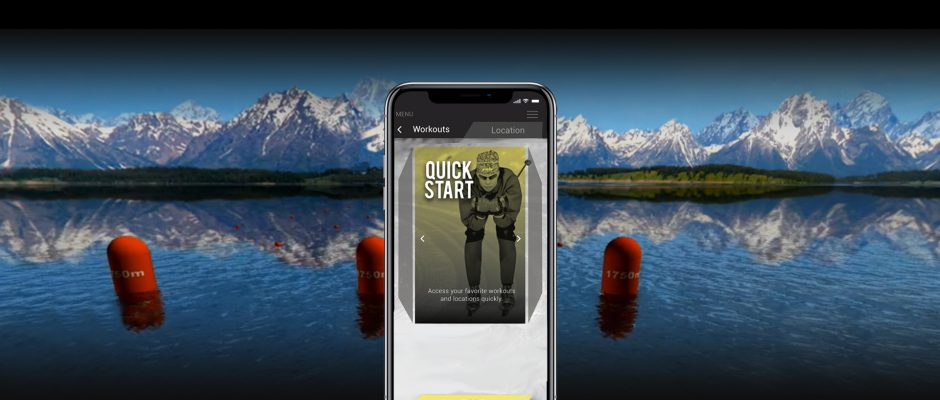 MENU
Workouts
Location
QUICK
START
Access your favorite workouts
and locations quickly.
750m
1750m
1750m